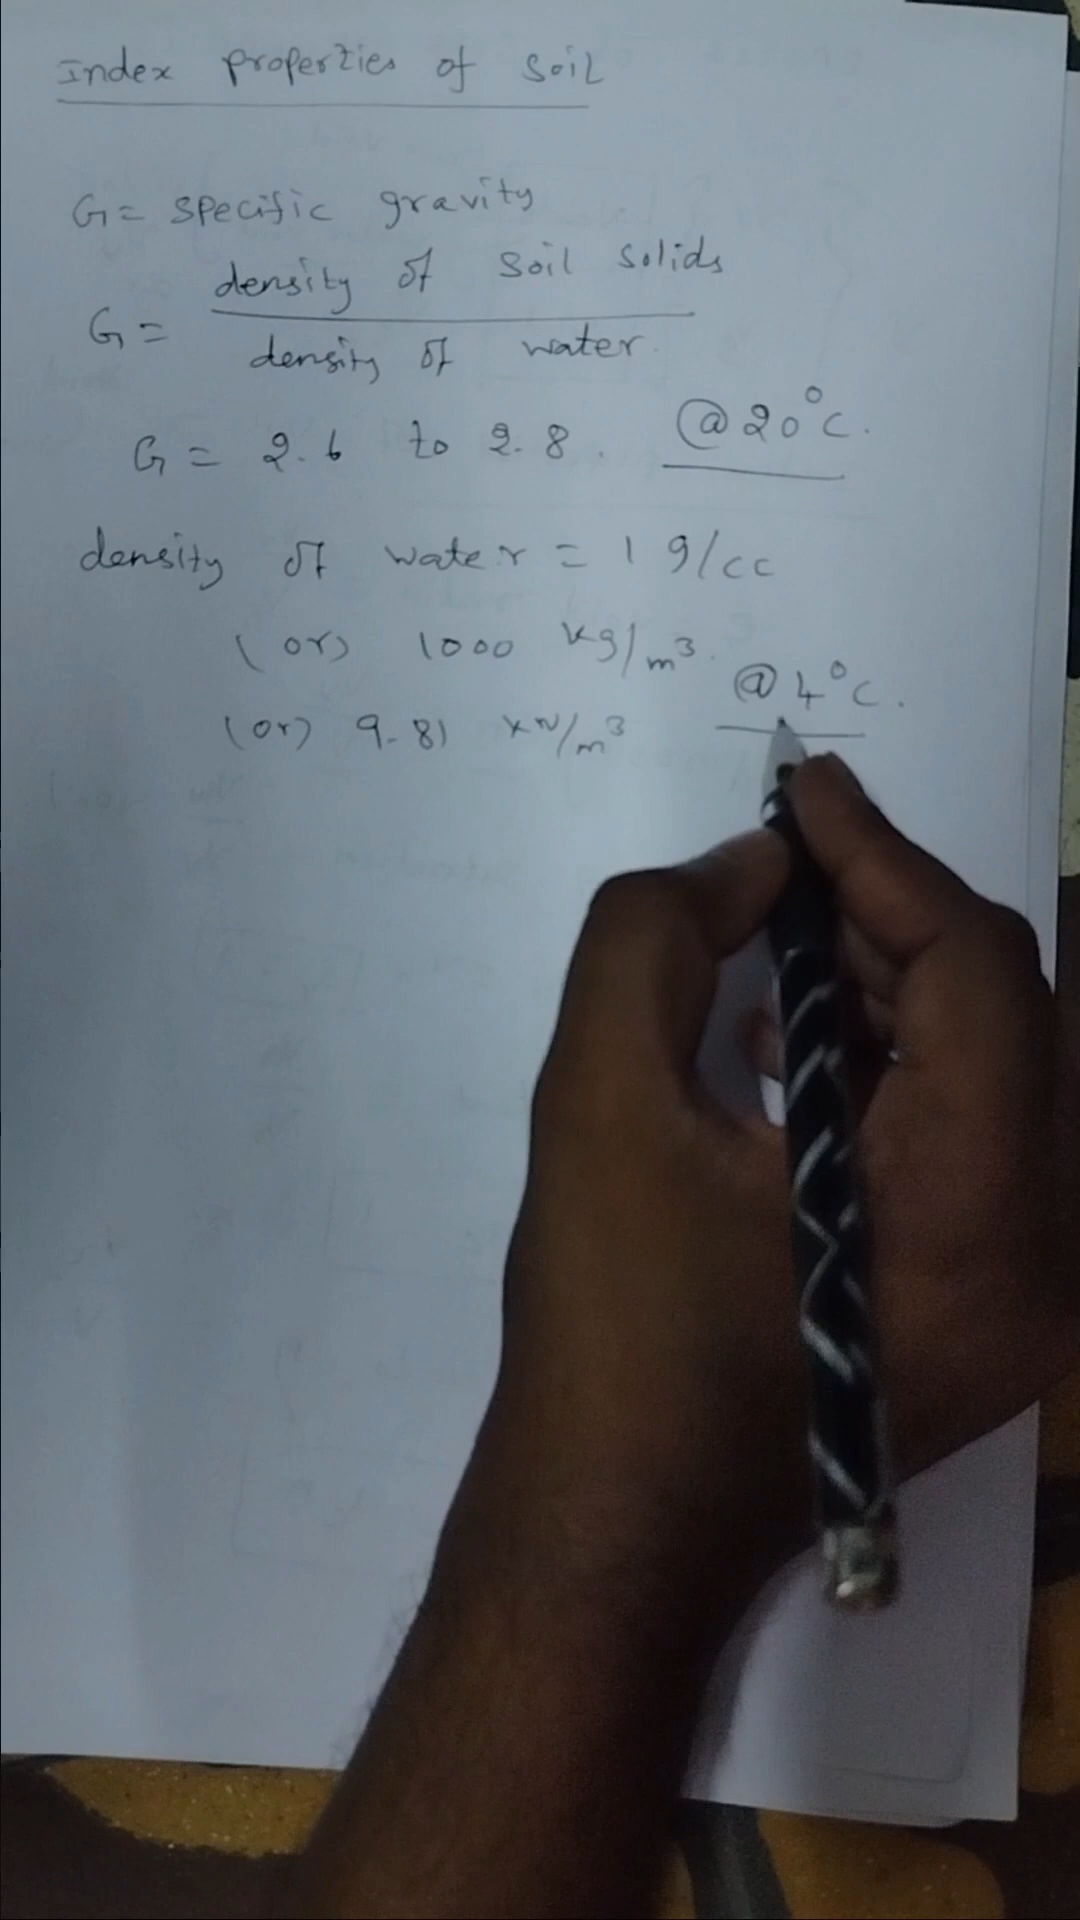 Index properties of soil
G = specific gravity
G = density of soil solids
density of water
G = 2.6 to 2.8. @ 20°C.
density of water = 1 g/cc
(or) 1000 kg/m³.
@ 4°C.
(or) 9.81 kN/m³